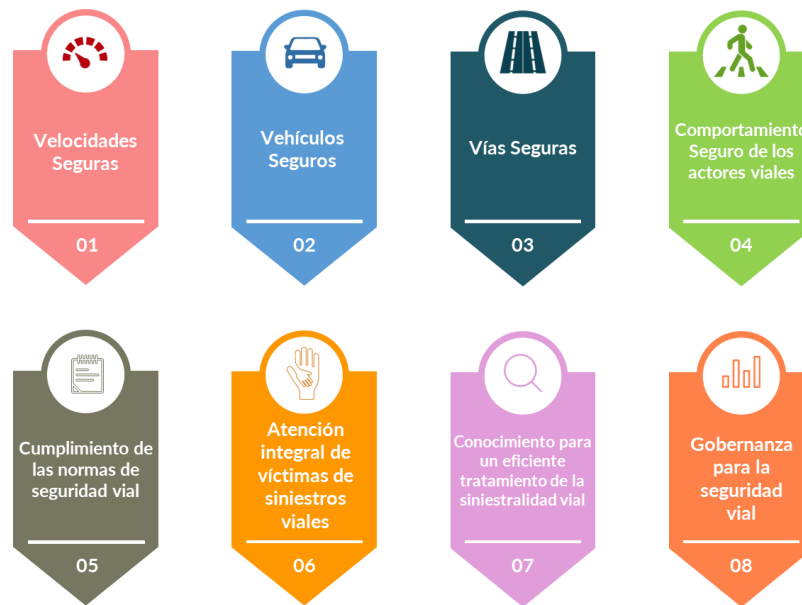 Velocidades
Seguras
01
Vehículos
Seguros
02
Vías Seguras
03
Comportamiento
Seguro de los
actores viales
04
Cumplimiento de
las normas de
seguridad vial
05
Atención
integral de
víctimas de
siniestros
viales
06
Conocimiento para
un eficiente
tratamiento de la
siniestralidad vial
07
Gobernanza
para la
seguridad
vial
08